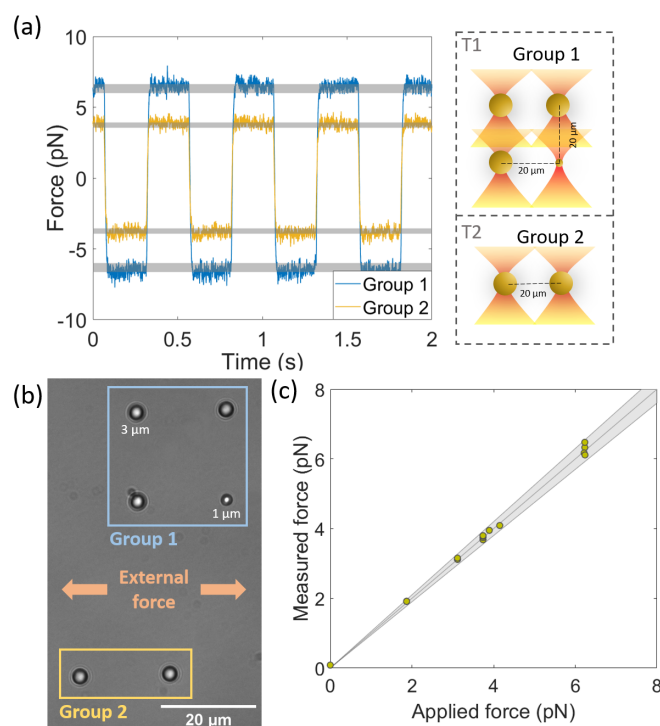 (a)
10
5
0
-5
-10
Force (pN)
0
0.5
1
1.5
2
Time (s)
Group 1
Group 2
T1
Group 1
20 µm
20 µm
T2
Group 2
20 µm
(b)
3 µm
1 µm
Group 1
External
force
Group 2
20 µm
(c)
8
6
4
2
0
Measured force (pN)
0
2
4
6
8
Applied force (pN)